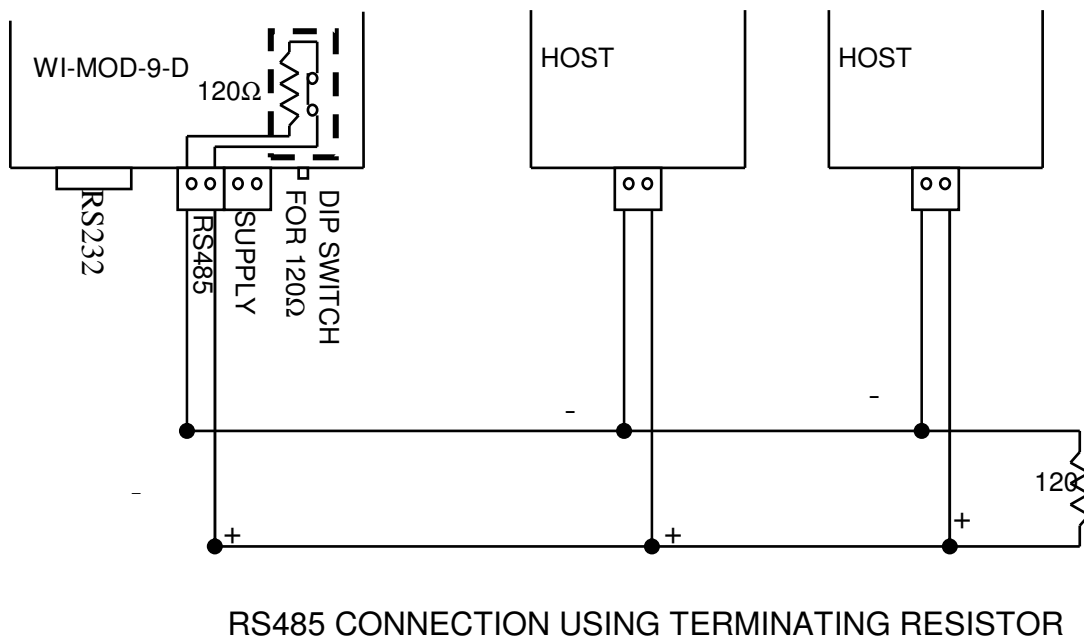 WI-MOD-9-D
120Ω
HOST
HOST
RS232
RS485
SUPPLY
DIP SWITCH
FOR 120Ω
-
-
-
120
+
+
+
RS485 CONNECTION USING TERMINATING RESISTOR